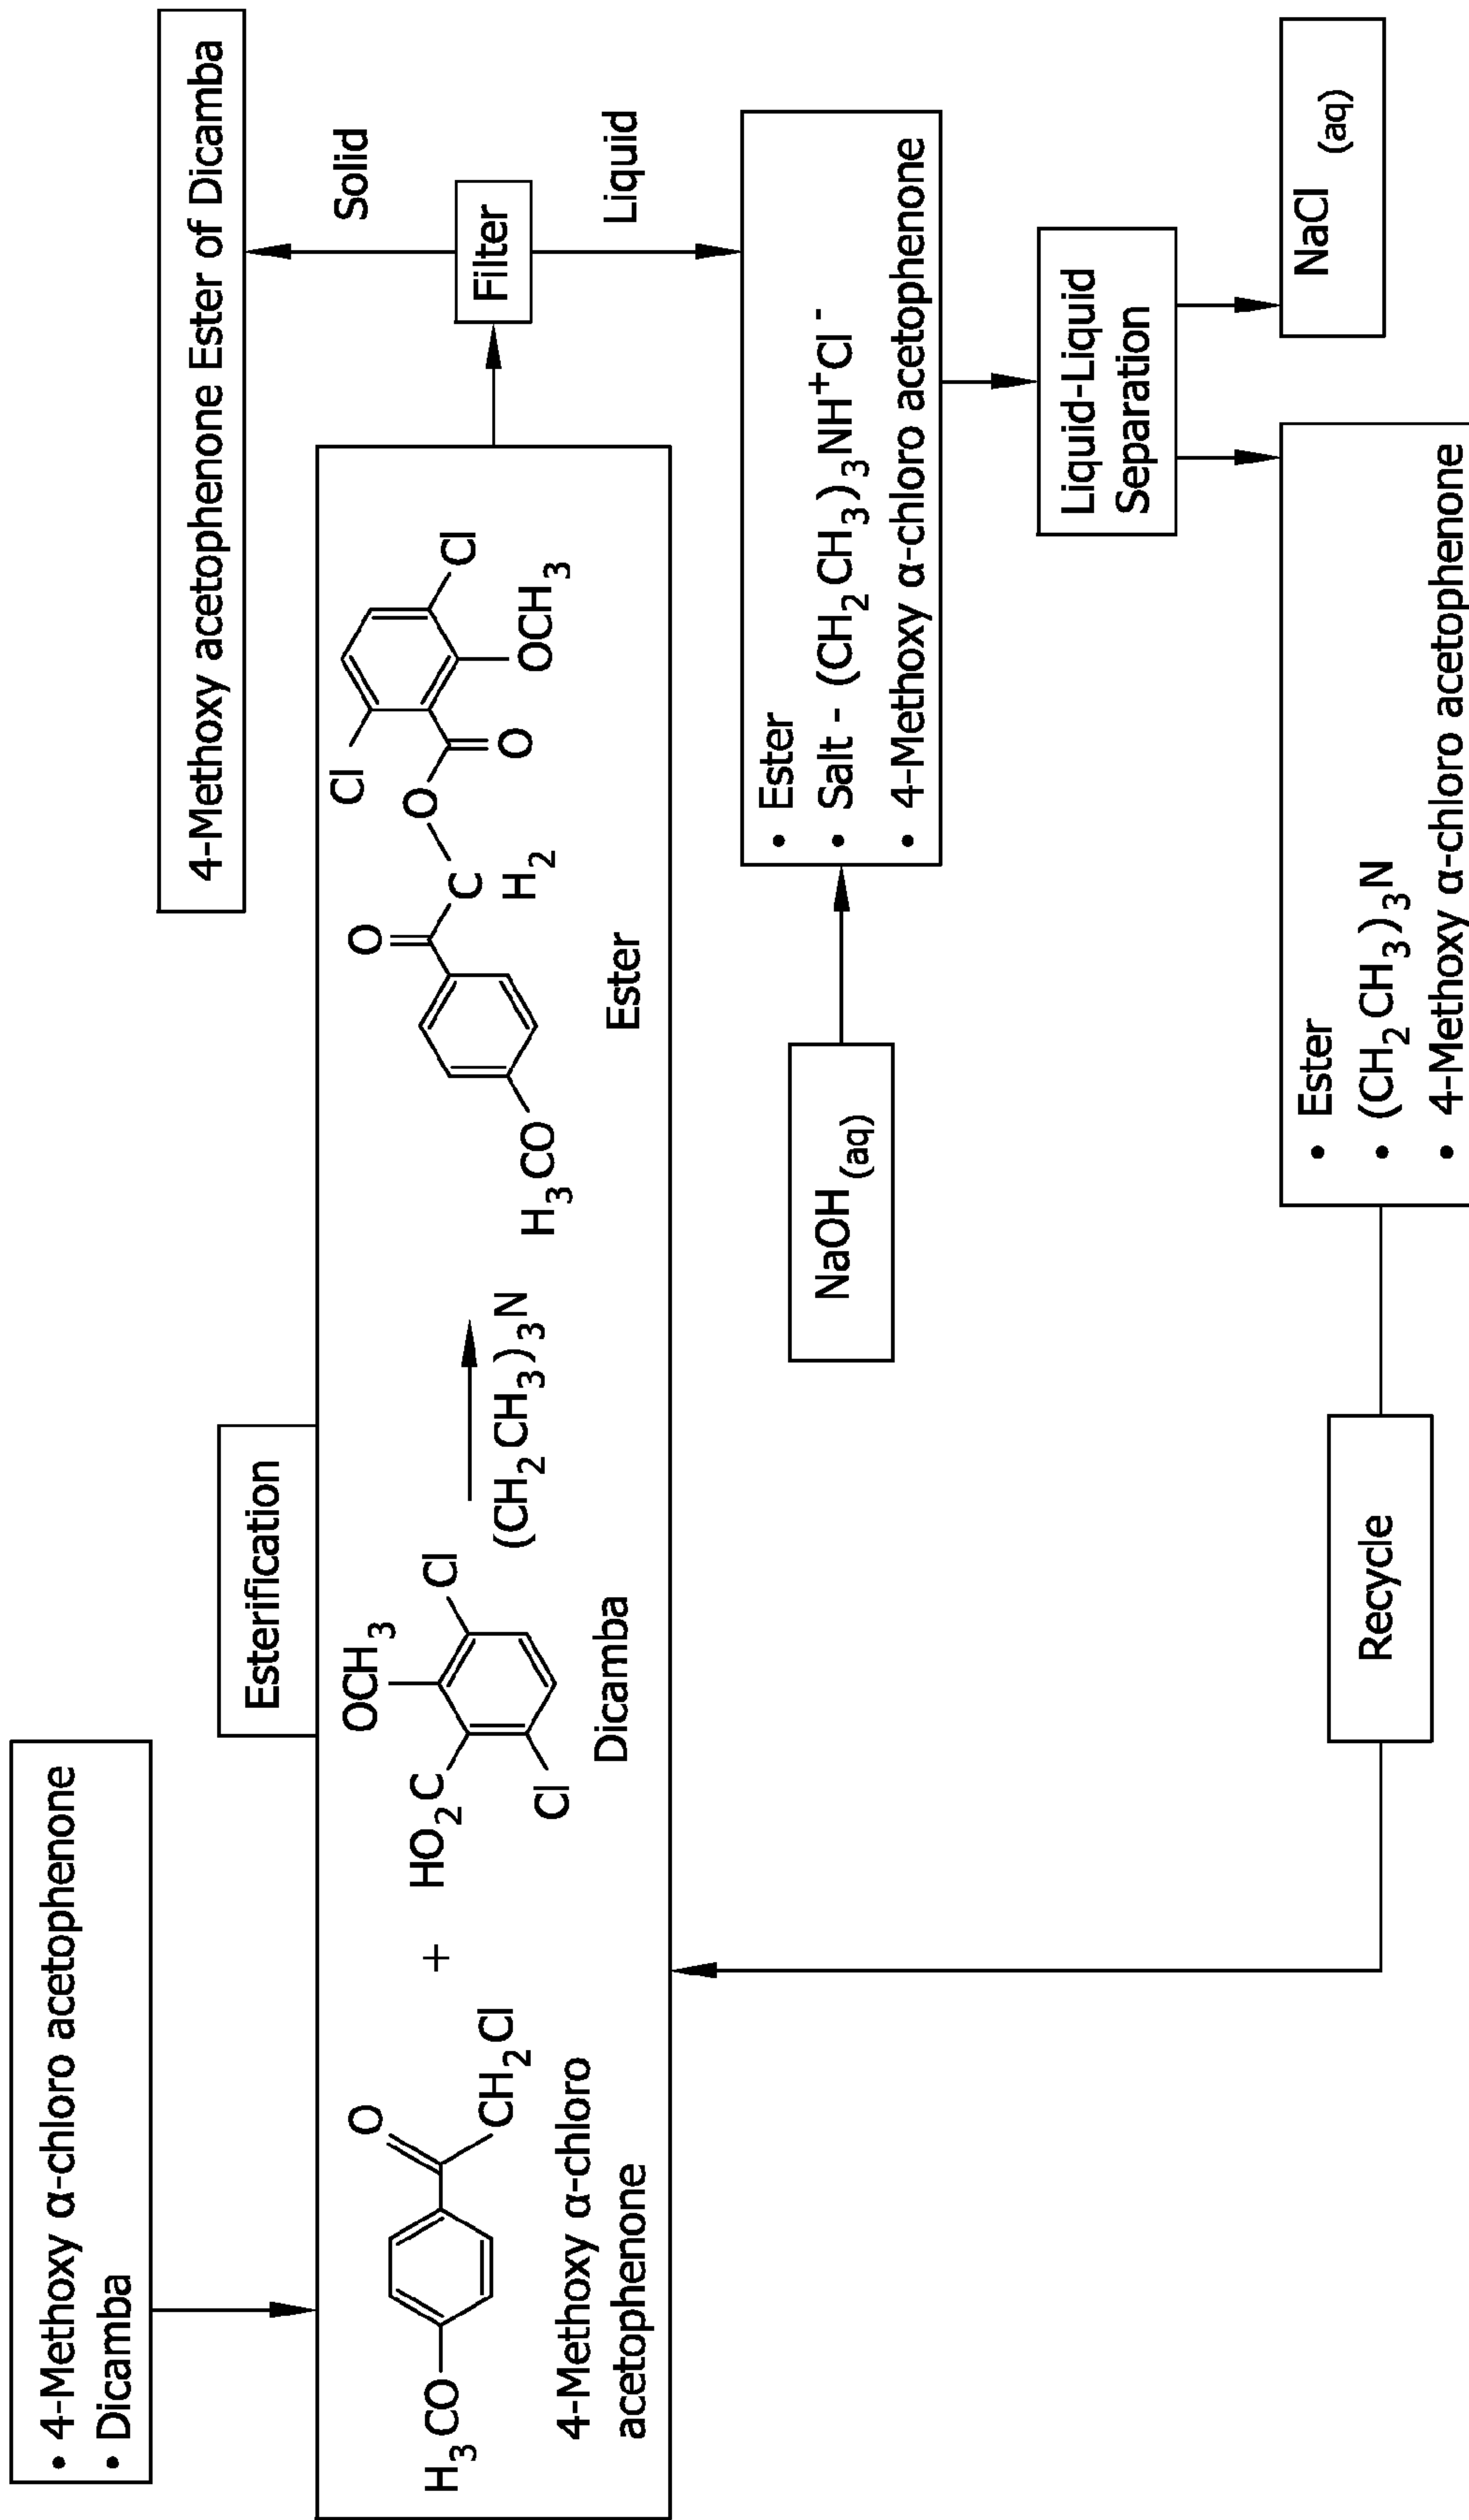 • 4-Methoxy α-chloro acetophenone
• Dicamba
Esterification
H3CO
O
CH2Cl
4-Methoxy α-chloro
acetophenone
+
HO2C
OCH3
Cl
Cl
Dicamba
(CH2CH3)3N
H3CO
O
C
H2
O
O
Cl
OCH3
Cl
Ester
Filter
Solid
4-Methoxy acetophenone Ester of Dicamba
Liquid
NaOH (aq)
• Ester
• Salt - (CH2CH3)3NH+Cl-
• 4-Methoxy α-chloro acetophenone
Liquid-Liquid
Separation
NaCl (aq)
• Ester
• (CH2CH3)3N
• 4-Methoxy α-chloro acetophenone
Recycle